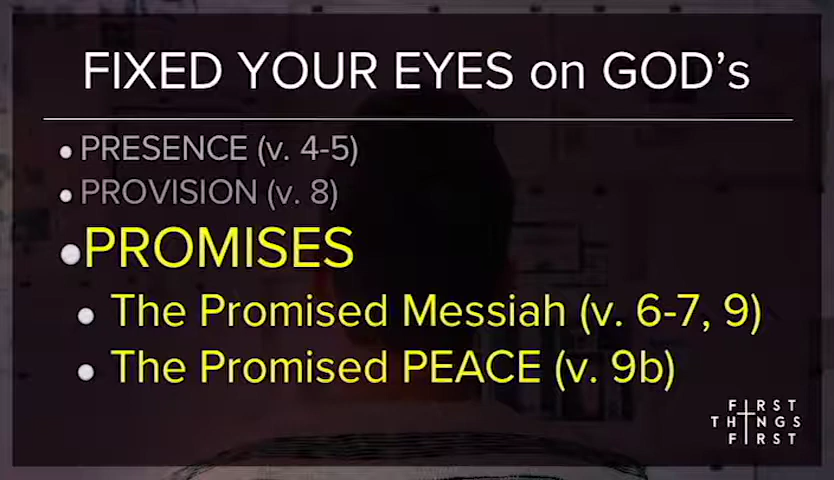 FIXED YOUR EYES on GOD's
• PRESENCE (v. 4-5)
• PROVISION (v. 8)
• PROMISES
• The Promised Messiah (v. 6-7, 9)
• The Promised PEACE (v. 9b)
FIRST
THINGS
FIRST